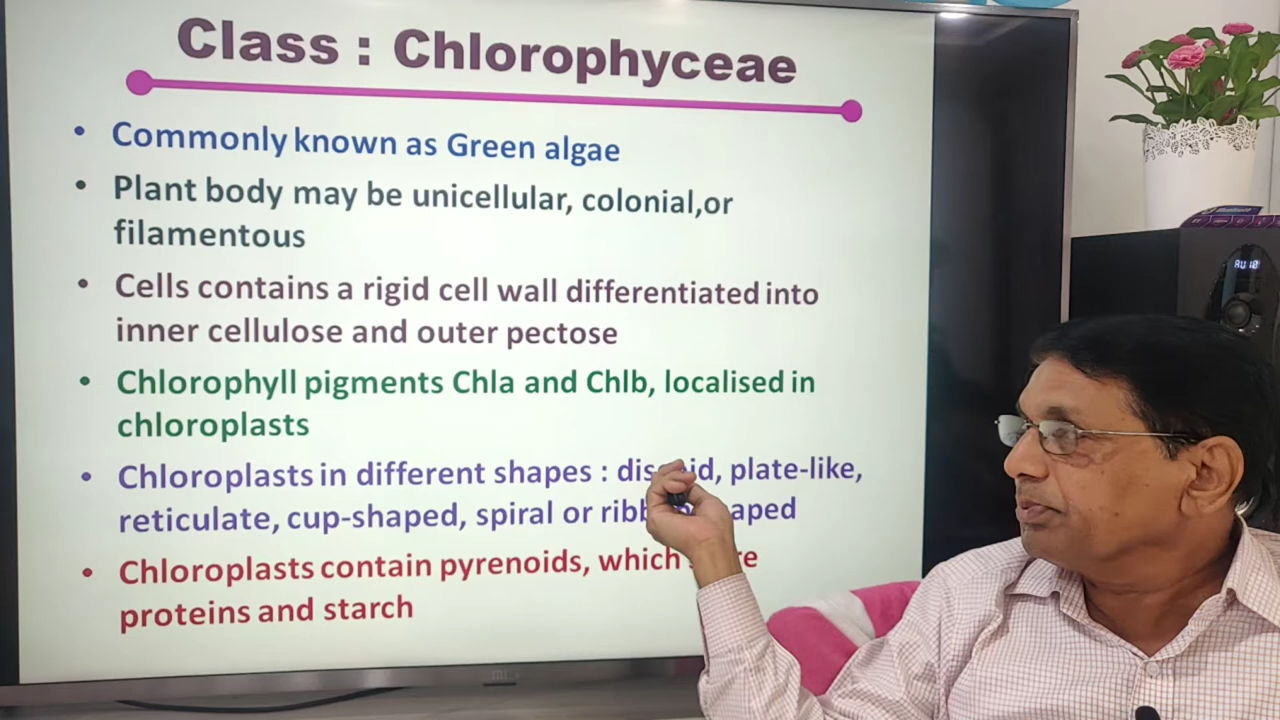 Class : Chlorophyceae
• Commonly known as Green algae
• Plant body may be unicellular, colonial,or
filamentous
• Cells contains a rigid cell wall differentiated into
inner cellulose and outer pectose
• Chlorophyll pigments Chla and Chlb, localised in
chloroplasts
• Chloroplasts in different shapes : plate-like,
reticulate, cup-shaped, spiral or
• Chloroplasts contain pyrenoids, which
proteins and starch